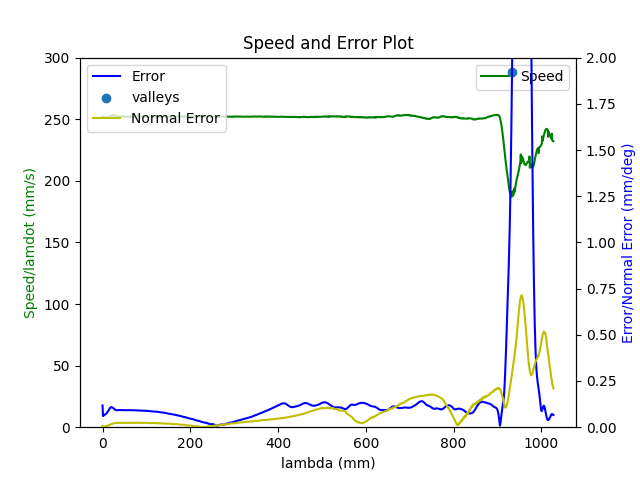 Speed and Error Plot
Error
valleys
Normal Error
Speed
300
250
200
150
100
50
0
2.00
1.75
1.50
1.25
1.00
0.75
0.50
0.25
0.00
Speed/lamdot (mm/s)
Error/Normal Error (mm/deg)
0
200
400
600
800
1000
lambda (mm)